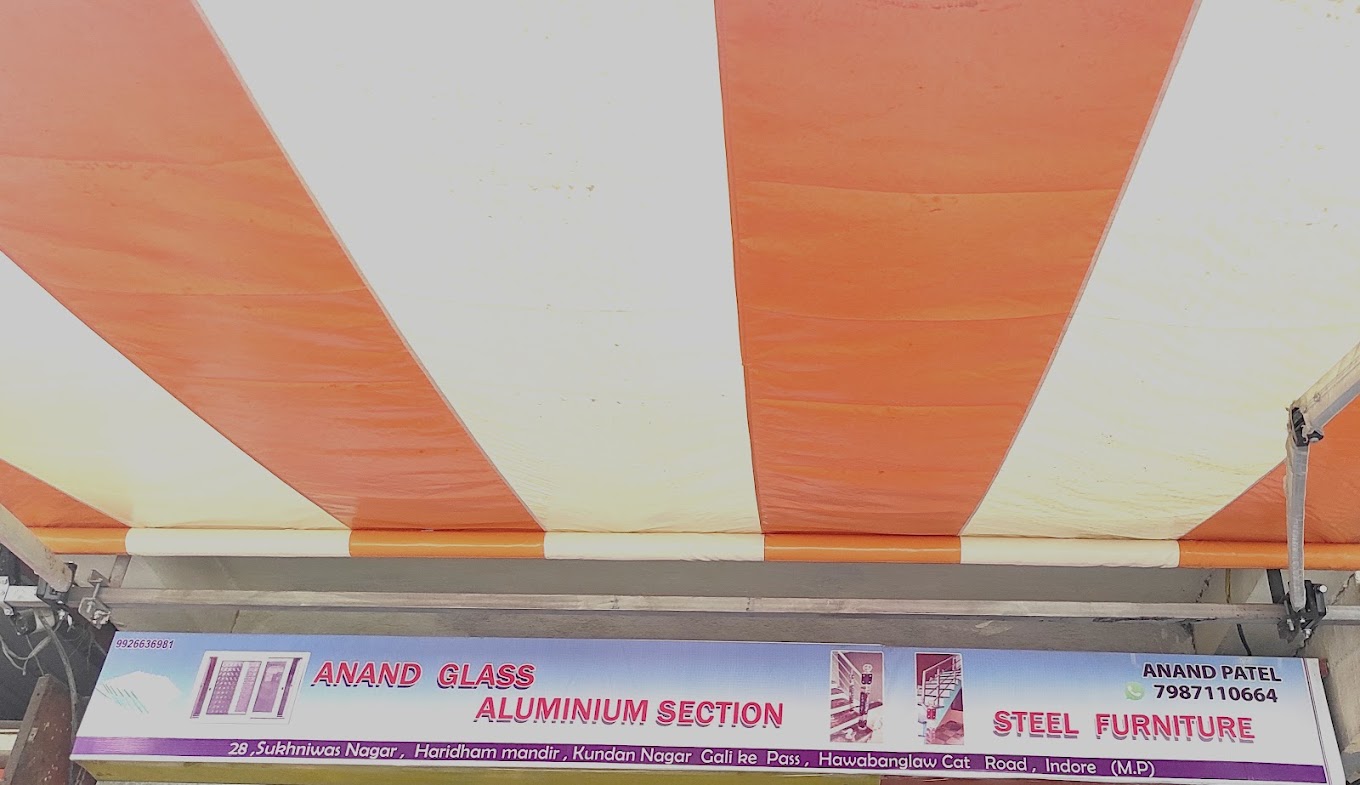 9926636981
ANAND GLASS
ALUMINIUM SECTION
ANAND PATEL
7987110664
STEEL FURNITURE
28 ,Sukhniwas Nagar , Haridham mandir , Kundan Nagar Gali ke Pass , Hawabanglaw Cat Road , Indore (M.P)